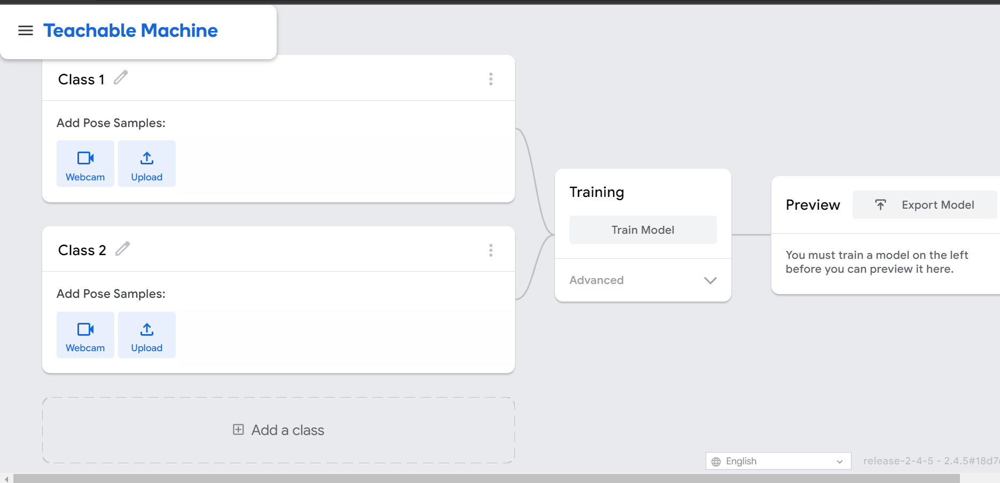 Teachable Machine
Class 1
Add Pose Samples:
Webcam
Upload
Class 2
Add Pose Samples:
Webcam
Upload
Add a class
Training
Train Model
Advanced
Preview
Export Model
You must train a model on the left
before you can preview it here.
English
release-2-4-5 - 2.4.5#18d7